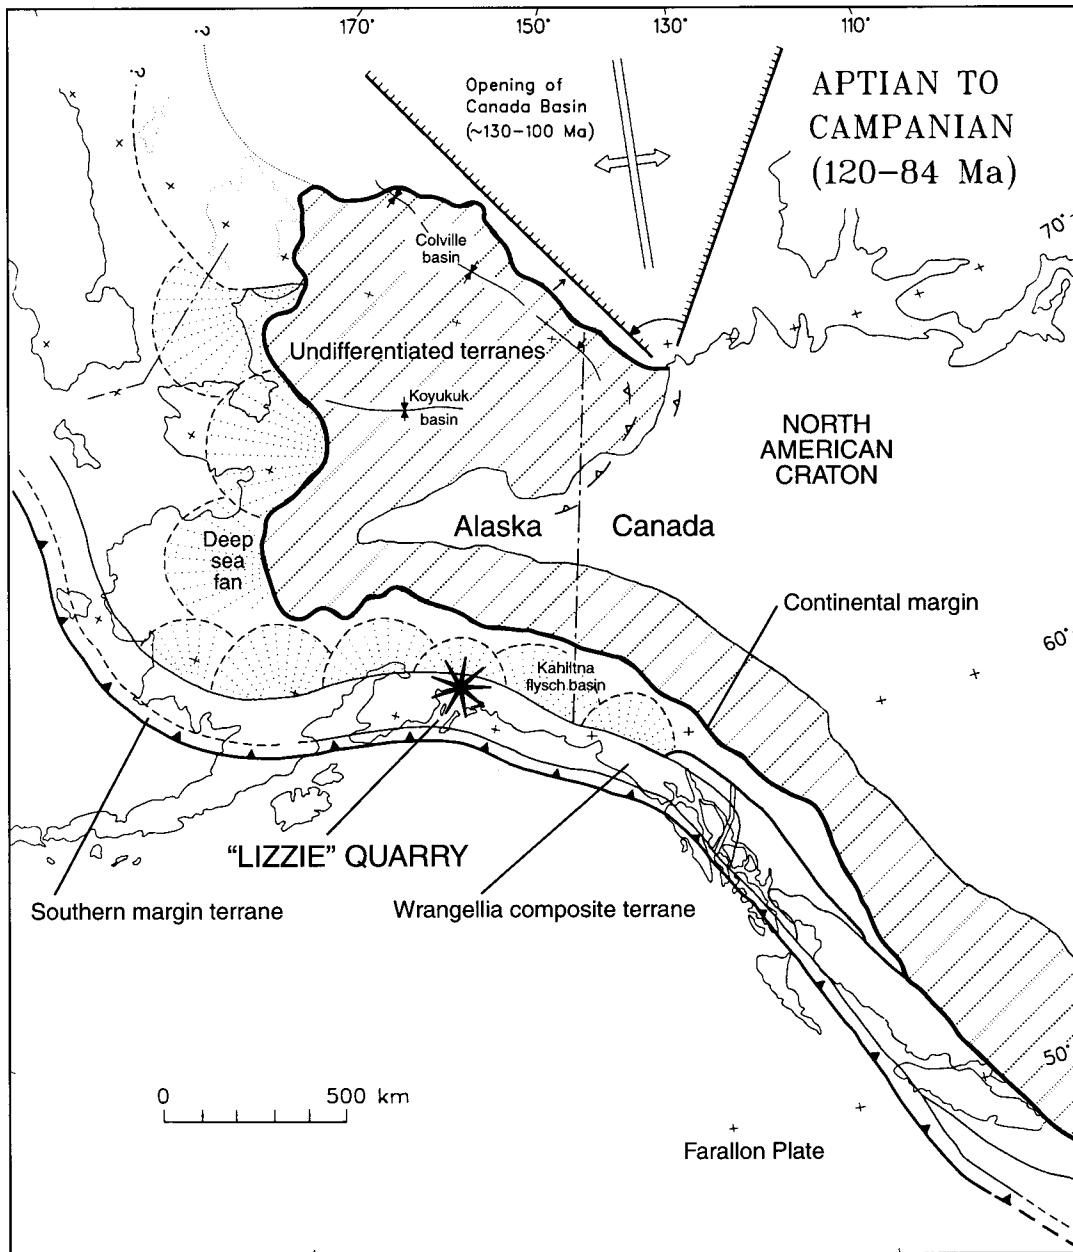 170°
150°
130°
110°
?
?
Opening of
Canada Basin
(~130–100 Ma)
APTIAN TO
CAMPANIAN
(120–84 Ma)
70°
Colville
basin
Undifferentiated terranes
Koyukuk
basin
NORTH
AMERICAN
CRATON
Alaska
Canada
Deep
sea
fan
Continental margin
60°
Kahiltna
flysch basin
“LIZZIE” QUARRY
Southern margin terrane
Wrangellia composite terrane
50°
0
500 km
Farallon Plate